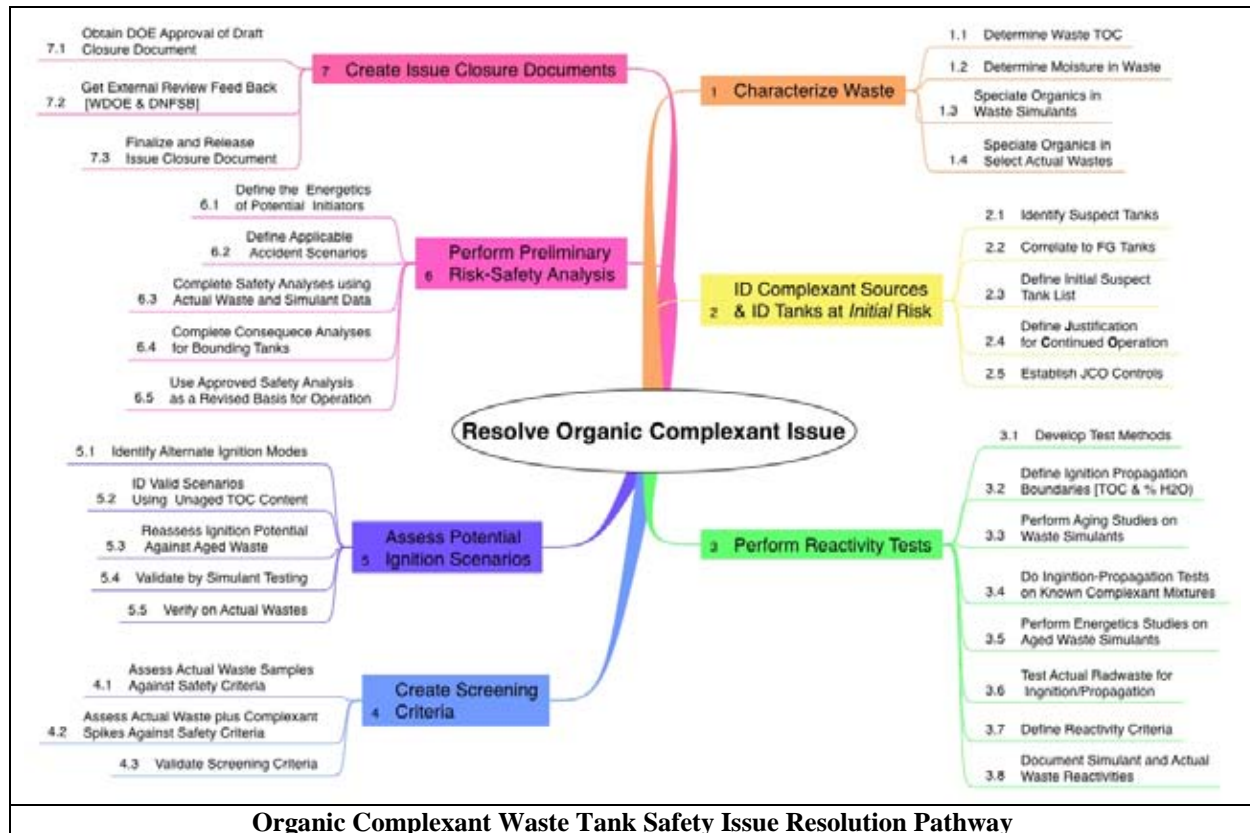 Resolve Organic Complexant Issue
1 Characterize Waste
1.1 Determine Waste TOC
1.2 Determine Moisture in Waste
1.3 Speciate Organics in
Waste Simulants
1.4 Speciate Organics in
Select Actual Wastes
2 ID Complexant Sources
& ID Tanks at Initial Risk
2.1 Identify Suspect Tanks
2.2 Correlate to FG Tanks
2.3 Define Initial Suspect
Tank List
2.4 Define Justification
for Continued Operation
2.5 Establish JCO Controls
3 Perform Reactivity Tests
3.1 Develop Test Methods
3.2 Define Ignition Propagation
Boundaries [TOC & % H2O)
3.3 Perform Aging Studies on
Waste Simulants
3.4 Do Ingintion-Propagation Tests
on Known Complexant Mixtures
3.5 Perform Energetics Studies on
Aged Waste Simulants
3.6 Test Actual Radwaste for
Ingnition/Propagation
3.7 Define Reactivity Criteria
3.8 Document Simulant and Actual
Waste Reactivities
4 Create Screening
Criteria
4.1 Assess Actual Waste Samples
Against Safety Criteria
4.2 Assess Actual Waste plus Complexant
Spikes Against Safety Criteria
4.3 Validate Screening Criteria
5 Assess Potential
Ignition Scenarios
5.1 Identify Alternate Ignition Modes
5.2 ID Valid Scenarios
Using Unaged TOC Content
5.3 Reassess Ignition Potential
Against Aged Waste
5.4 Validate by Simulant Testing
5.5 Verify on Actual Wastes
6 Perform Preliminary
Risk-Safety Analysis
6.1 Define the Energetics
of Potential Initiators
6.2 Define Applicable
Accident Scenarios
6.3 Complete Safety Analyses using
Actual Waste and Simulant Data
6.4 Complete Consequece Analyses
for Bounding Tanks
6.5 Use Approved Safety Analysis
as a Revised Basis for Operation
7 Create Issue Closure Documents
7.1 Obtain DOE Approval of Draft
Closure Document
7.2 Get External Review Feed Back
[WDOE & DNFSB]
7.3 Finalize and Release
Issue Closure Document
Organic Complexant Waste Tank Safety Issue Resolution Pathway